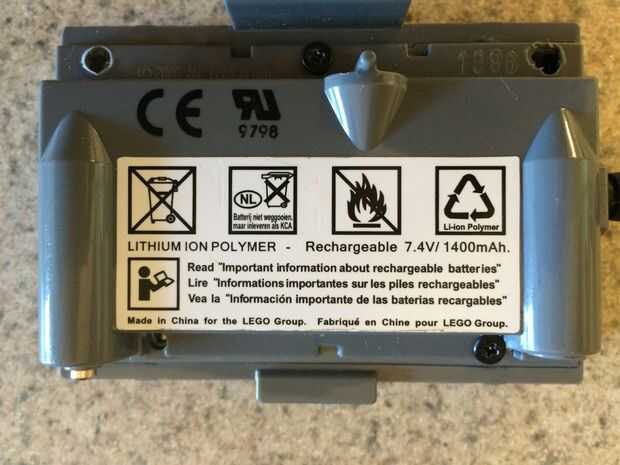 1996
CE
9798
NL
Batterij niet weggooien,
maar inleveren als KCA
Li-ion Polymer
LITHIUM ION POLYMER - Rechargeable 7.4V/ 1400mAh.
Read "Important information about rechargeable batteries"
Lire "Informations importantes sur les piles rechargeables"
Vea la "Información importante de las baterias recargables"
Made in China for the LEGO Group. Fabriqué en Chine pour LEGO Group.